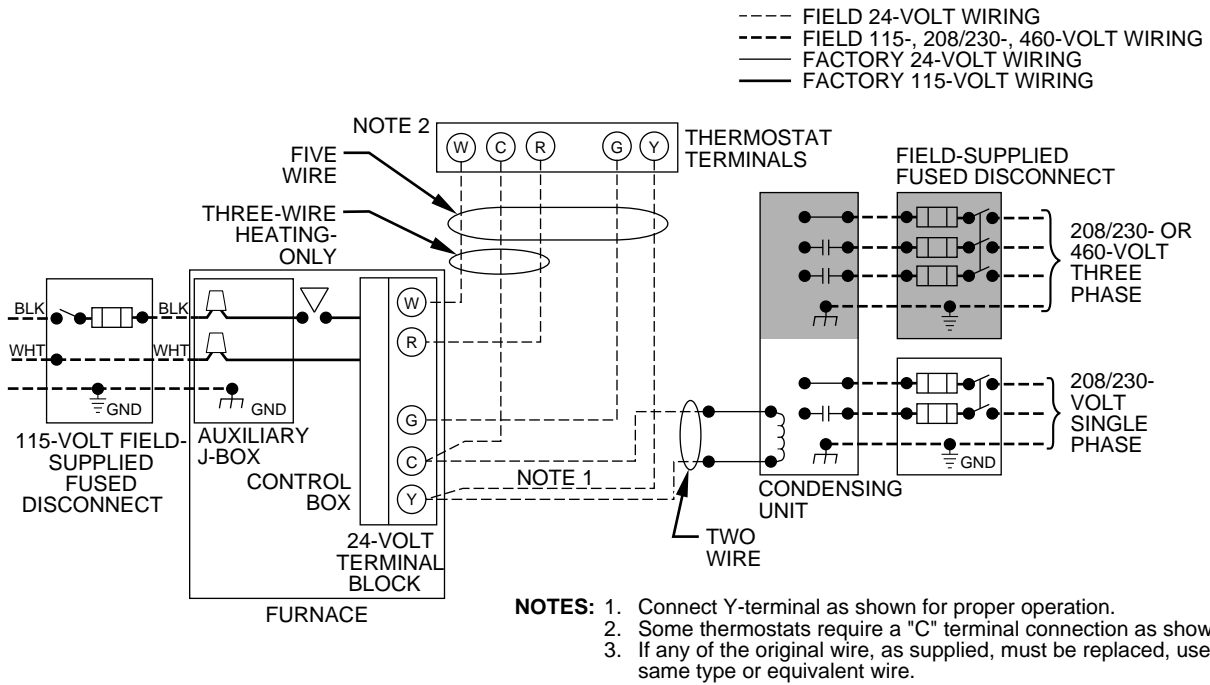 FIELD 24-VOLT WIRING
FIELD 115-, 208/230-, 460-VOLT WIRING
FACTORY 24-VOLT WIRING
FACTORY 115-VOLT WIRING
NOTE 2
W C R G Y
THERMOSTAT
TERMINALS
FIVE
WIRE
THREE-WIRE
HEATING-
ONLY
FIELD-SUPPLIED
FUSED DISCONNECT
208/230- OR
460-VOLT
THREE
PHASE
BLK
BLK
WHT
WHT
GND
GND
W
R
G
C
Y
NOTE 1
115-VOLT FIELD-
SUPPLIED
FUSED
DISCONNECT
AUXILIARY
J-BOX
CONTROL
BOX
24-VOLT
TERMINAL
BLOCK
FURNACE
TWO
WIRE
CONDENSING
UNIT
GND
208/230-
VOLT
SINGLE
PHASE
NOTES: 1. Connect Y-terminal as shown for proper operation.
2. Some thermostats require a "C" terminal connection as show
3. If any of the original wire, as supplied, must be replaced, use
same type or equivalent wire.